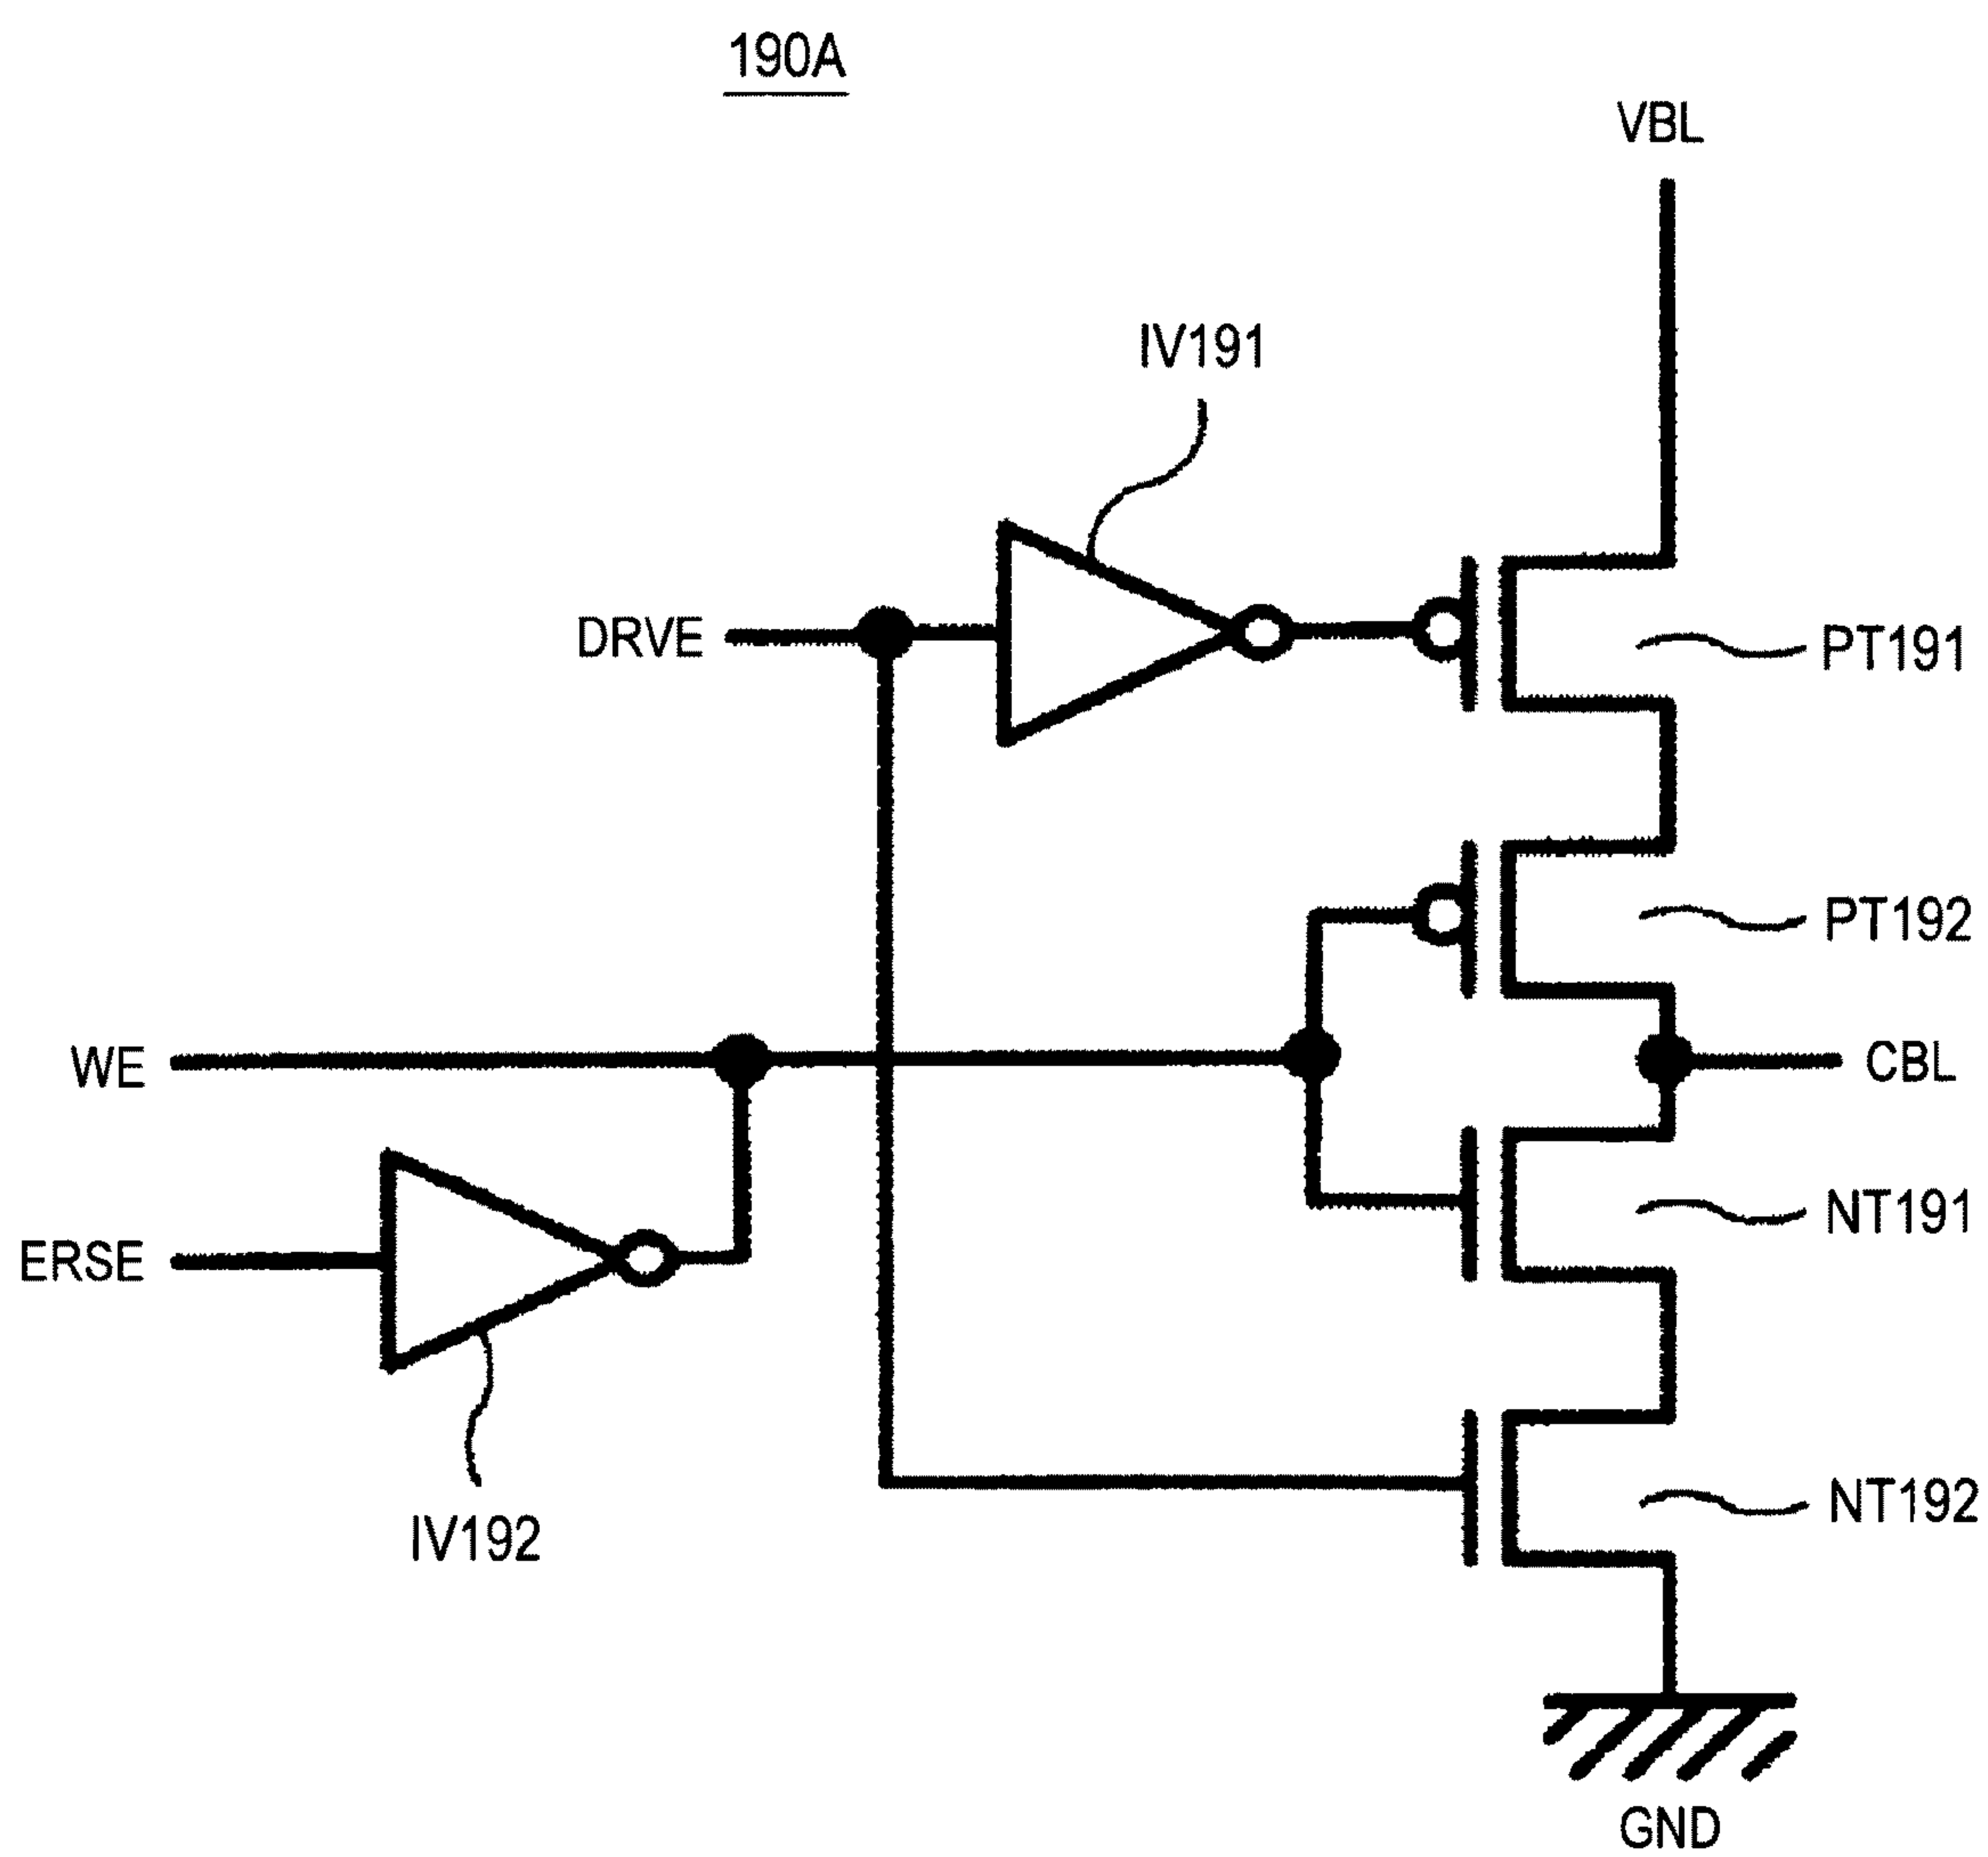 190A
VBL
IV191
DRVE
PT191
PT192
WE
CBL
NT191
ERSE
NT192
IV192
GND